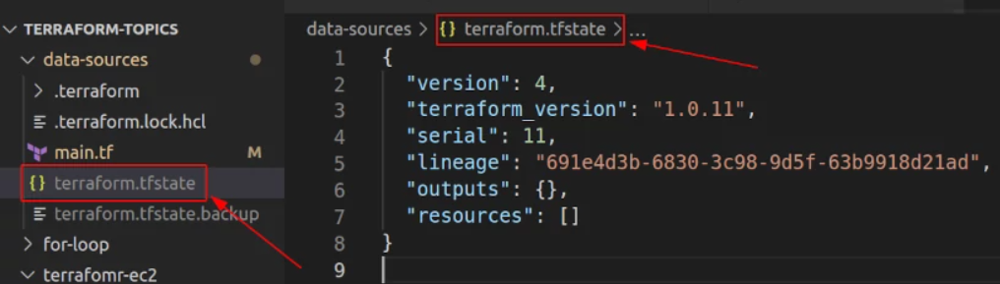 TERRAFORM-TOPICS
data-sources
.terraform
.terraform.lock.hcl
main.tf M
{} terraform.tfstate
terraform.tfstate.backup
for-loop
terrafomr-ec2
data-sources > {} terraform.tfstate > ...
1 {
2 "version": 4,
3 "terraform_version": "1.0.11",
4 "serial": 11,
5 "lineage": "691e4d3b-6830-3c98-9d5f-63b9918d21ad",
6 "outputs": {},
7 "resources": []
8 }
9